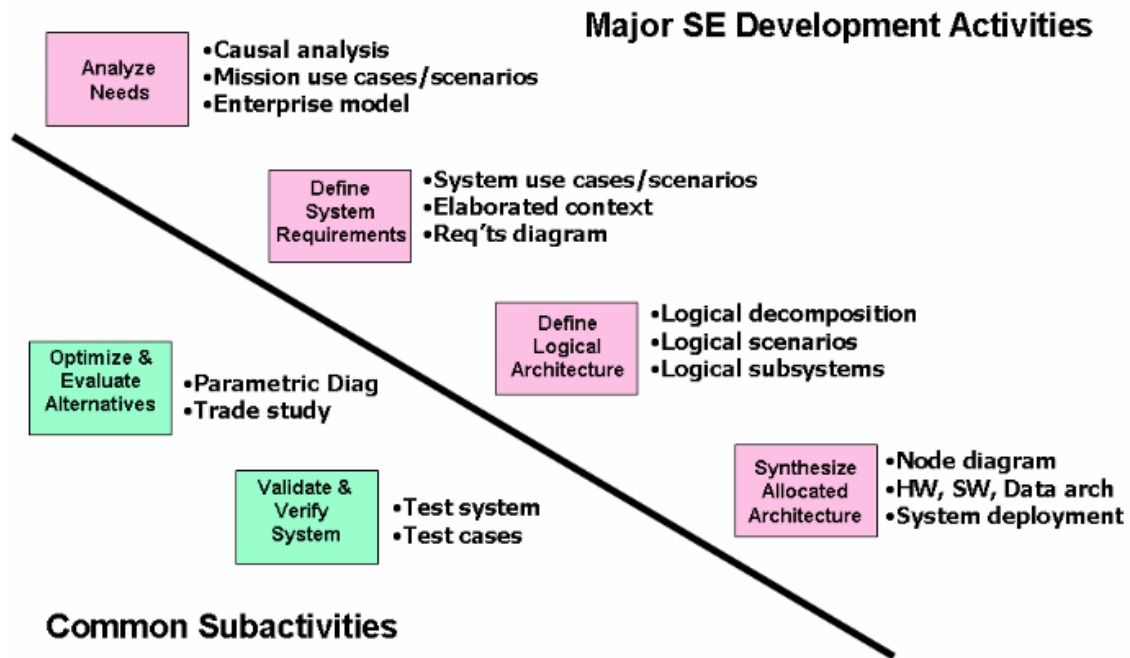 Major SE Development Activities
Analyze
Needs
•Causal analysis
•Mission use cases/scenarios
•Enterprise model
Define
System
Requirements
•System use cases/scenarios
•Elaborated context
•Req'ts diagram
Define
Logical
Architecture
•Logical decomposition
•Logical scenarios
•Logical subsystems
Optimize &
Evaluate
Alternatives
•Parametric Diag
•Trade study
Synthesize
Allocated
Architecture
•Node diagram
•HW, SW, Data arch
•System deployment
Validate &
Verify
System
•Test system
•Test cases
Common Subactivities